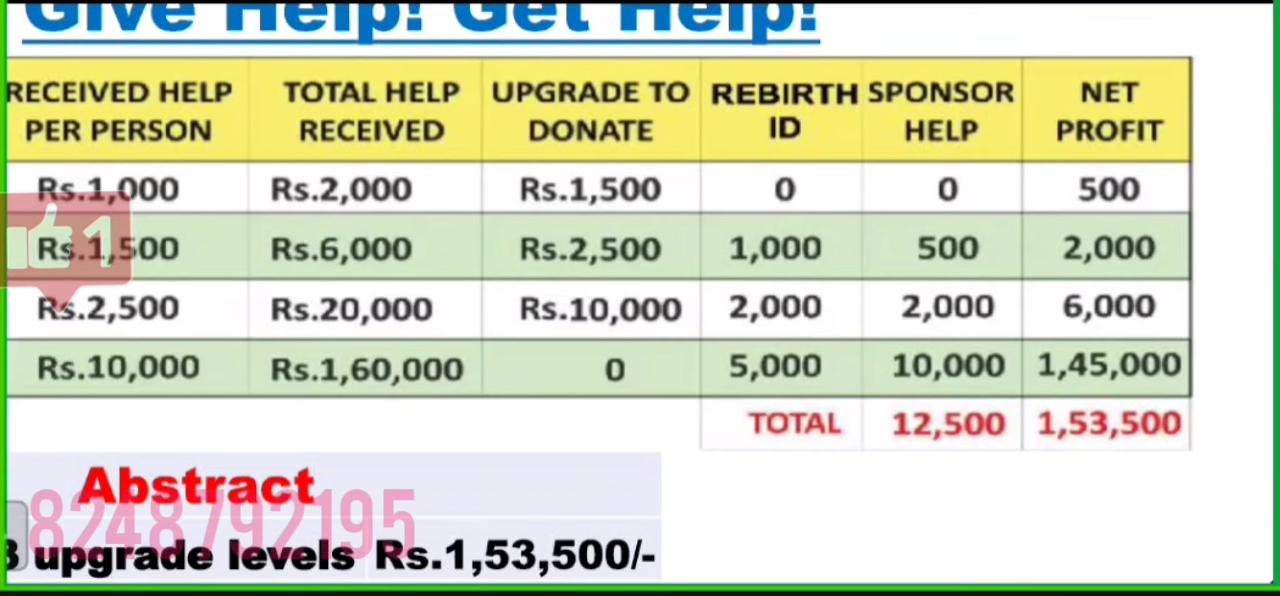 Give Help! Get Help!
RECEIVED HELP PER PERSON TOTAL HELP RECEIVED UPGRADE TO DONATE REBIRTH ID SPONSOR HELP NET PROFIT
Rs.1,000 Rs.2,000 Rs.1,500 0 0 500
1
Rs.1,500 Rs.6,000 Rs.2,500 1,000 500 2,000
Rs.2,500 Rs.20,000 Rs.10,000 2,000 2,000 6,000
Rs.10,000 Rs.1,60,000 0 5,000 10,000 1,45,000
TOTAL 12,500 1,53,500
Abstract
8248792195
3 upgrade levels Rs.1,53,500/-